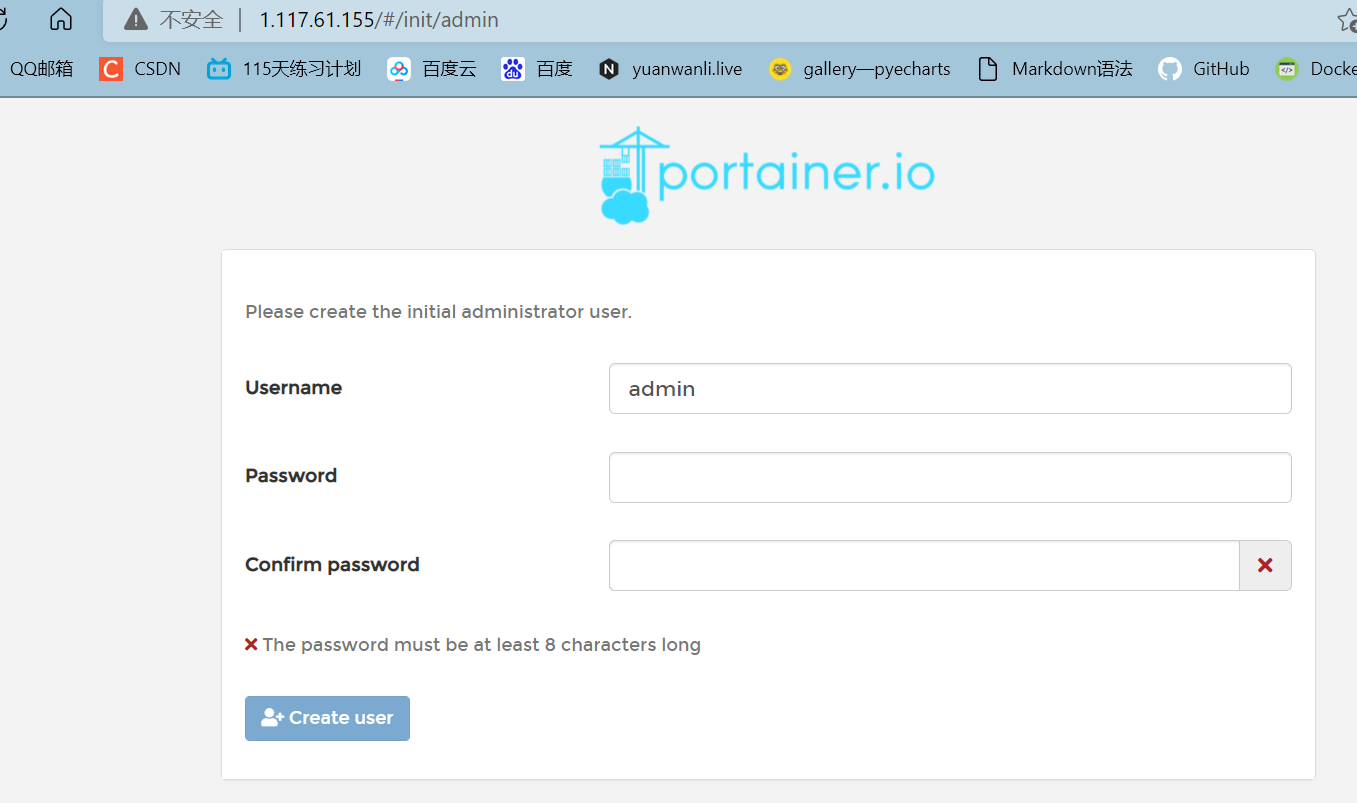 不安全 | 1.117.61.155/#/init/admin
QQ邮箱 CSDN 115天练习计划 百度云 百度 yuanwanli.live gallery—pyecharts Markdown语法 GitHub Docke
portainer.io
Please create the initial administrator user.
Username admin
Password
Confirm password
The password must be at least 8 characters long
Create user